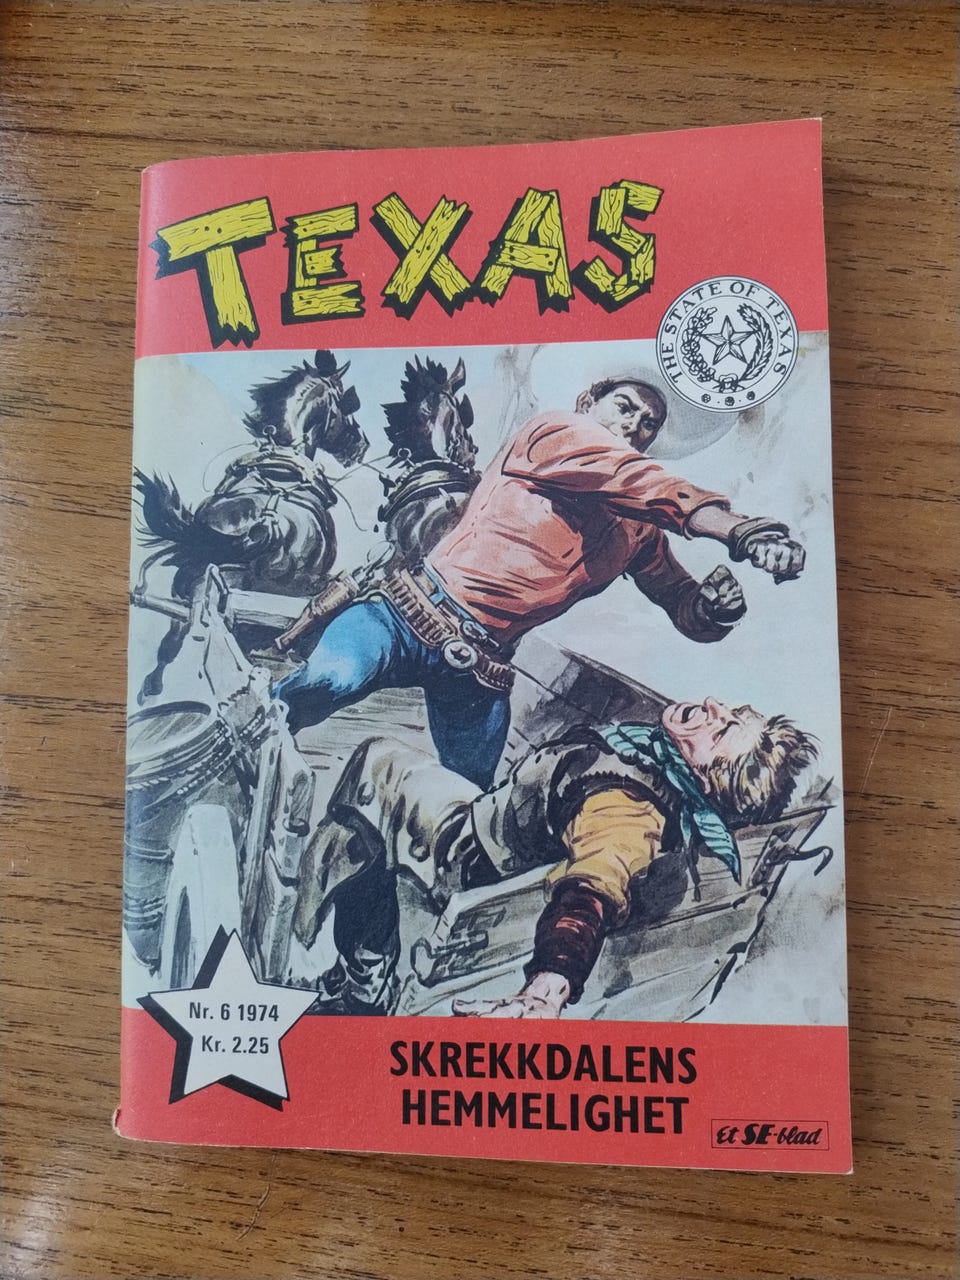 TEXAS
THE STATE OF TEXAS
Nr. 6 1974
Kr. 2.25
SKREKKDALENS
HEMMELIGHET
Et SE-blad